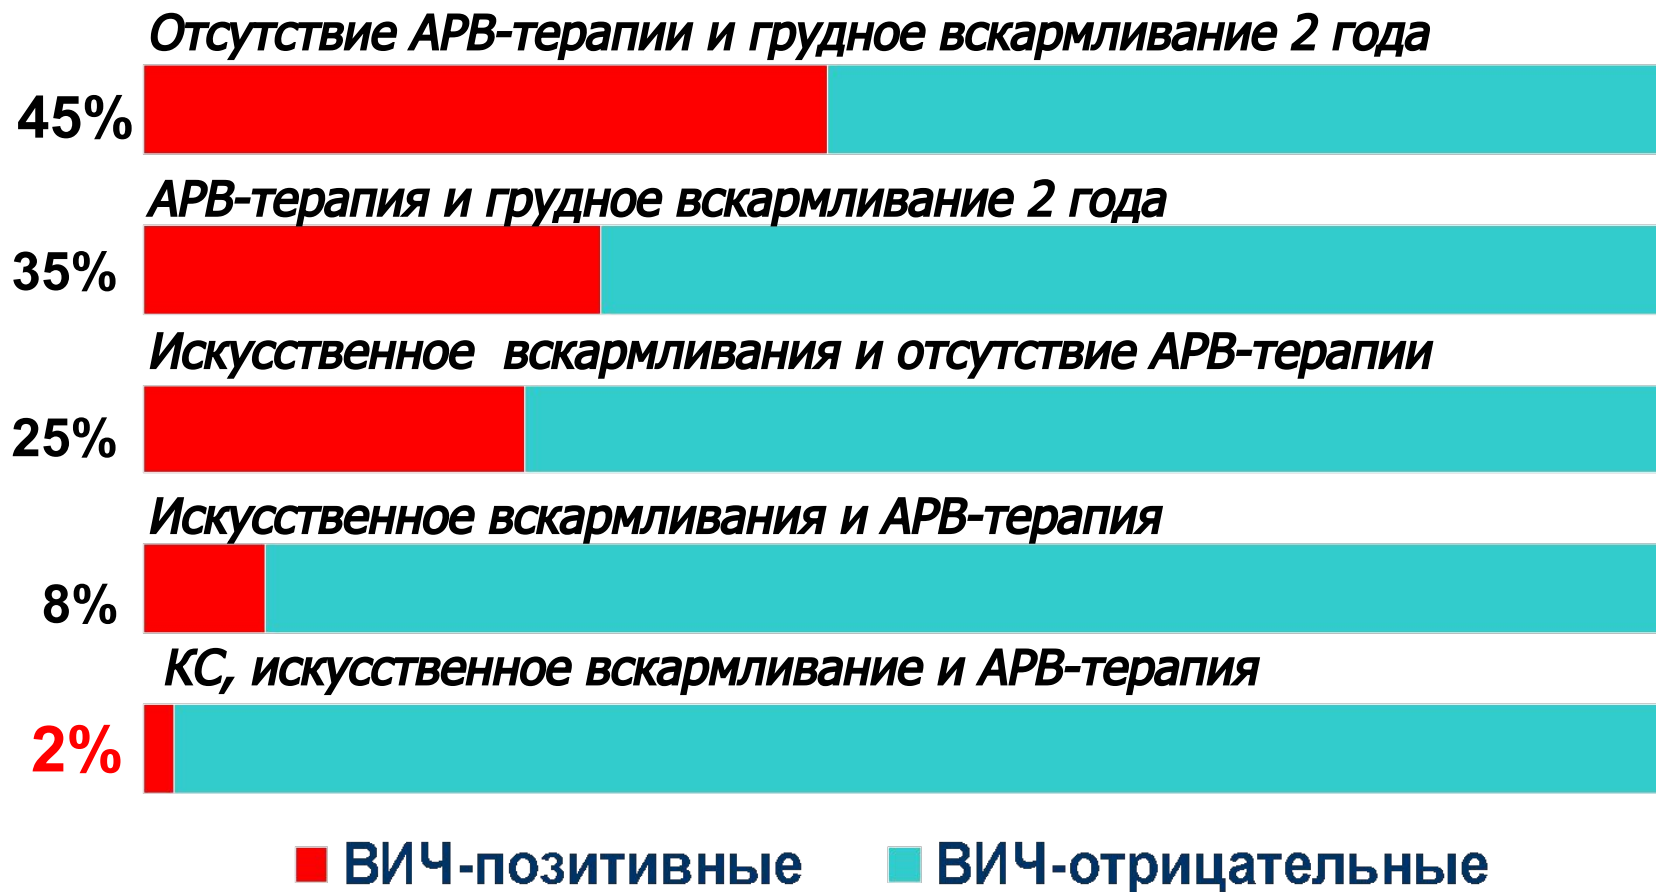 Отсутствие АРВ-терапии и грудное вскармливание 2 года
45%
АРВ-терапия и грудное вскармливание 2 года
35%
Искусственное вскармливания и отсутствие АРВ-терапии
25%
Искусственное вскармливания и АРВ-терапия
8%
КС, искусственное вскармливание и АРВ-терапия
2%
ВИЧ-позитивные ВИЧ-отрицательные